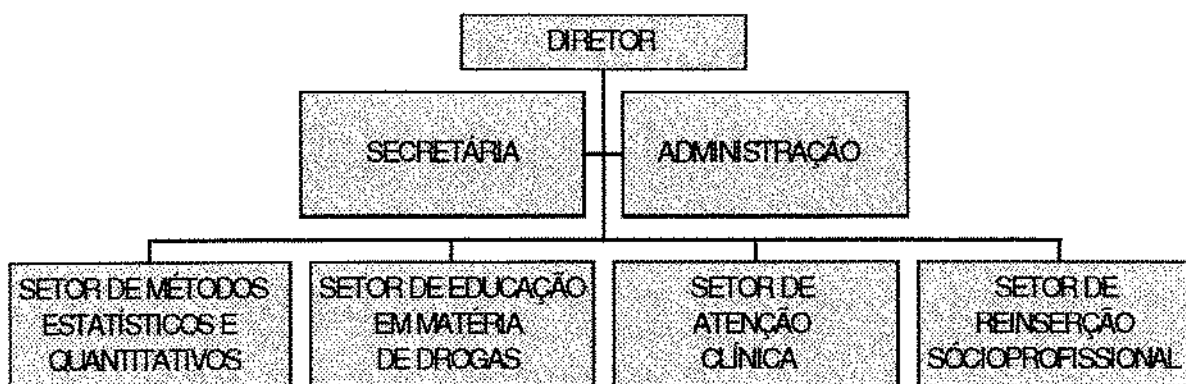 DIRETOR
SECRETÁRIA
ADMINISTRAÇÃO
SETOR DE MÉTODOS
ESTATÍSTICOS E
QUANTITATIVOS
SETOR DE EDUCAÇÃO
EM MATERIA
DE DROGAS
SETOR DE
ATENÇÃO
CLÍNICA
SETOR DE
REINSERÇÃO
SÓCIOPROFISSIONAL